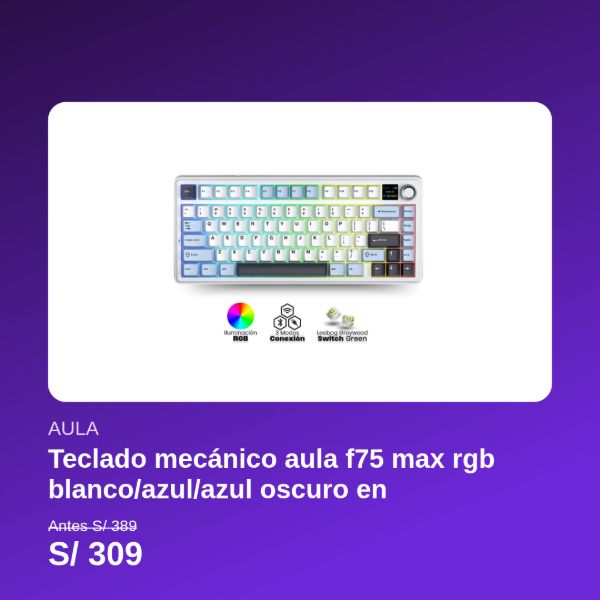 Iluminación
RGB
3 Modos
Conexión
Leobog Greywood
Switch Green
AULA
Teclado mecánico aula f75 max rgb
blanco/azul/azul oscuro en
Antes S/ 389
S/ 309